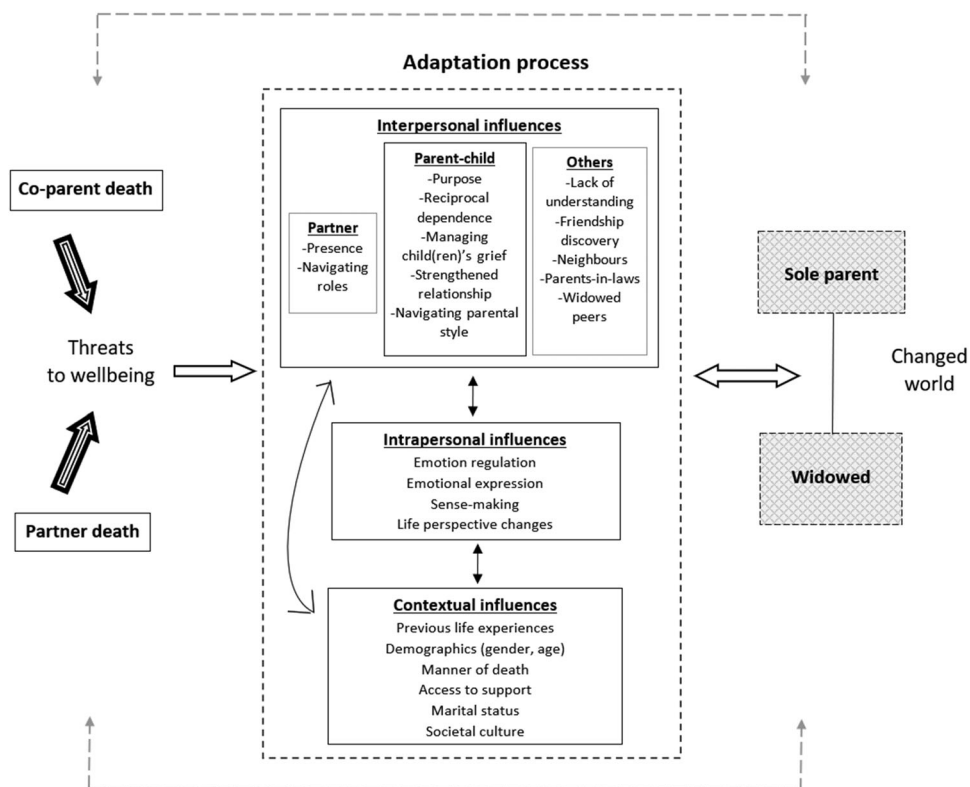 Adaptation process
Co-parent death
Threats
to wellbeing
Partner death
Interpersonal influences
Partner
-Presence
-Navigating
roles
Parent-child
-Purpose
-Reciprocal
dependence
-Managing
child(ren)’s grief
-Strengthened
relationship
-Navigating parental
style
Others
-Lack of
understanding
-Friendship
discovery
-Neighbours
-Parents-in-laws
-Widowed
peers
Intrapersonal influences
Emotion regulation
Emotional expression
Sense-making
Life perspective changes
Contextual influences
Previous life experiences
Demographics (gender, age)
Manner of death
Access to support
Marital status
Societal culture
Sole parent
Changed
world
Widowed